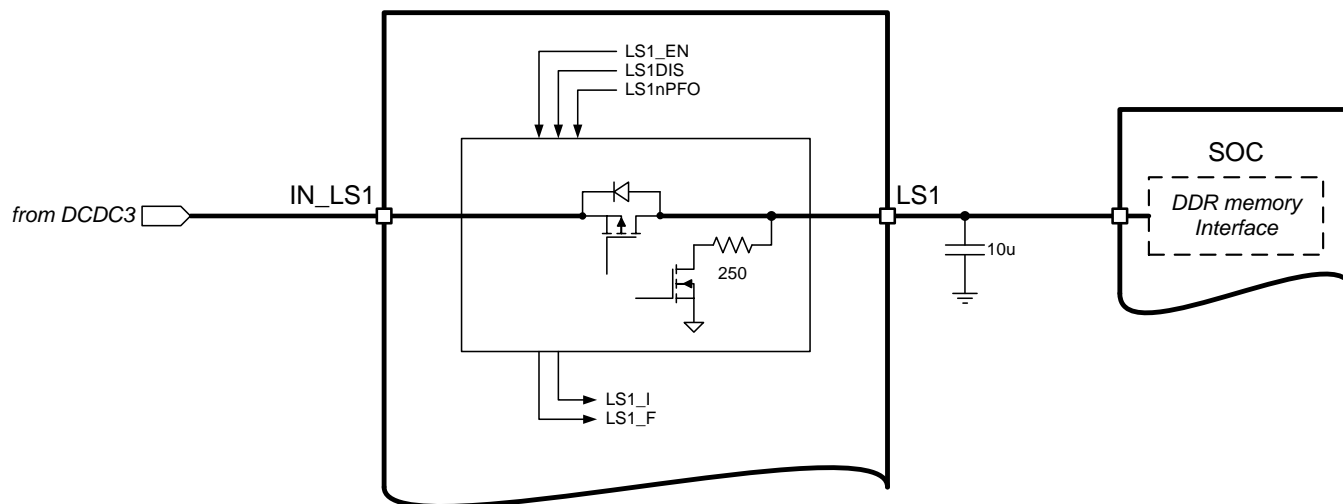 LS1_EN
LS1DIS
LS1nPFO
from DCDC3
IN_LS1
LS1
250
10u
SOC
DDR memory
Interface
LS1_I
LS1_F